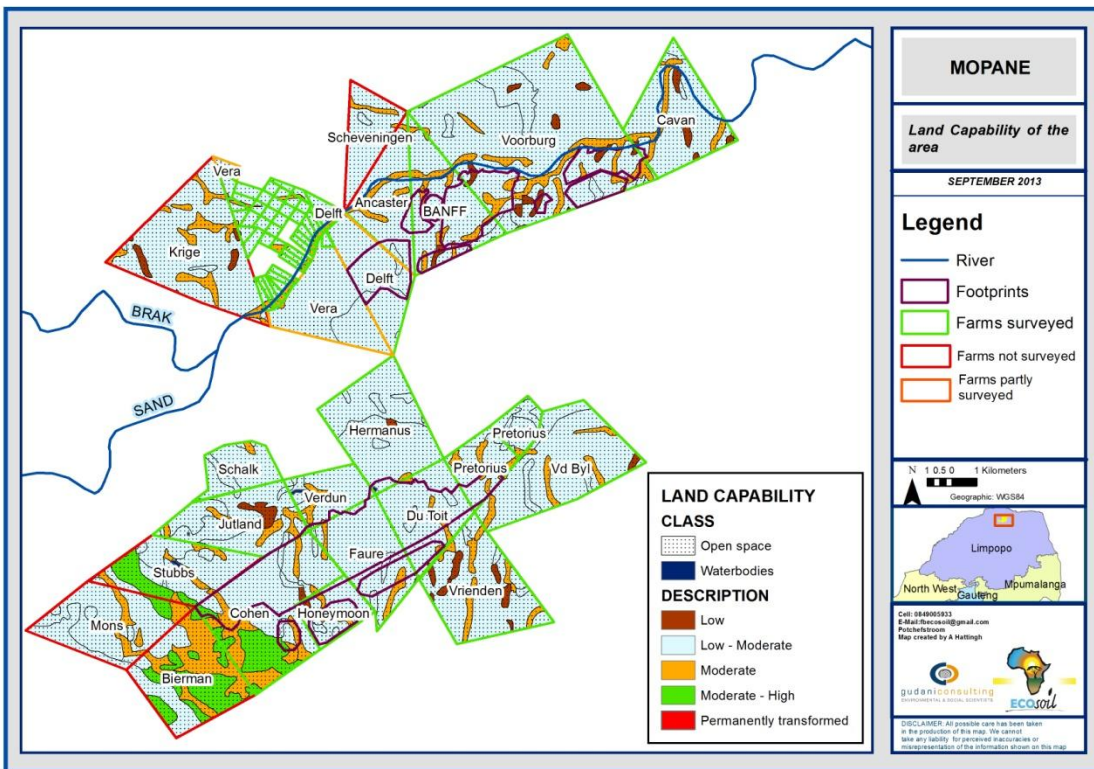 Scheveningen
Voorburg
Cavan
Vera
Delft
Ancaster
BANFF
Krige
Delft
Vera
BRAK
SAND
Hermanus
Pretorius
Schalk
Pretorius
Vd Byl
Verdun
Jutland
Du Toit
Faure
Stubbs
Vrienden
Cohen
Honeymoon
Mons
Bierman
LAND CAPABILITY
CLASS
Open space
Waterbodies
DESCRIPTION
Low
Low - Moderate
Moderate
Moderate - High
Permanently transformed
MOPANE
Land Capability of the
area
SEPTEMBER 2013
Legend
River
Footprints
Farms surveyed
Farms not surveyed
Farms partly
surveyed
N 1 0.5 0 1 Kilometers
Geographic: WGS84
Limpopo
North West
Mpumalanga
Gauteng
Cell: 0849005933
E-Mail:fbecosoil@gmail.com
Potchefstroom
Map created by A Hattingh
gudaniconsulting
ENVIRONMENTAL & SOCIAL SCIENTISTS
ECOsoil
DISCLAIMER: All possible care has been taken
in the production of this map. We cannot
take any liability for perceived inaccuracies or
misrepresentation of the information shown on this map